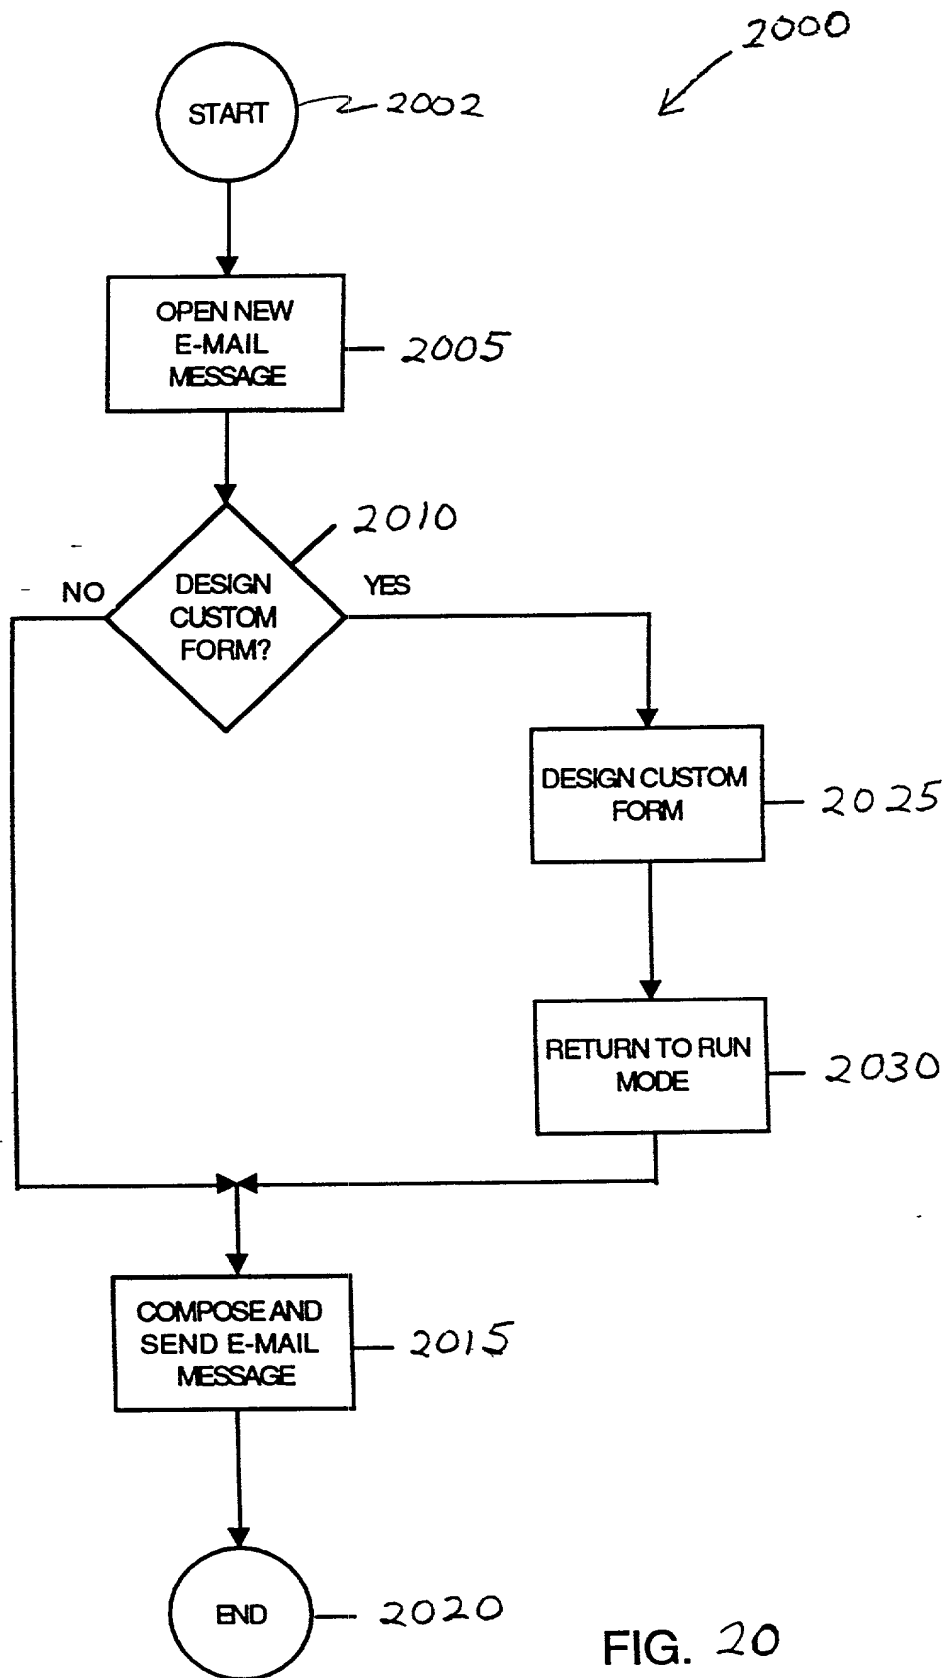 2000
START
2002
OPEN NEW
E-MAIL
MESSAGE
2005
2010
NO
DESIGN
CUSTOM
FORM?
YES
DESIGN CUSTOM
FORM
2025
RETURN TO RUN
MODE
2030
COMPOSE AND
SEND E-MAIL
MESSAGE
2015
END
2020
FIG. 20